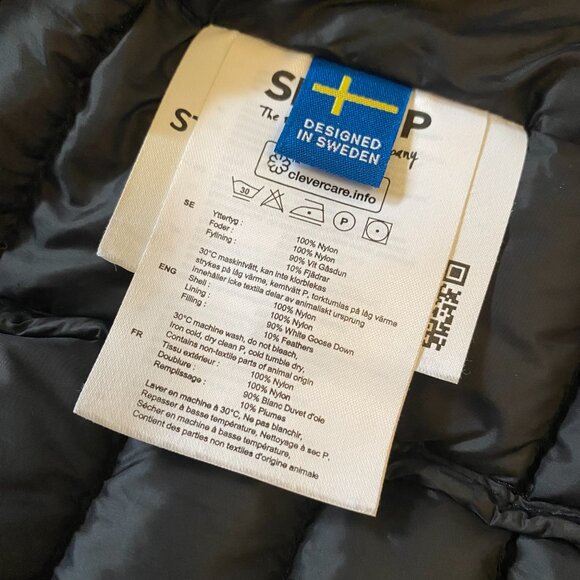 DESIGNED
IN SWEDEN
The
clevercare.info
30
P
SE
Yttertyg : 100% Nylon
Foder : 100% Nylon
Fyllning : 90% Vit Gåsdun
10% Fjädrar
30°C maskintvätt, kan inte klorblekas
strykes på låg värme, kemtvätt P, torktumlas på låg värme
innehåller icke textila delar av animaliskt ursprung
ENG
Shell : 100% Nylon
Lining : 100% Nylon
Filling : 90% White Goose Down
10% Feathers
30°C machine wash, do not bleach,
Iron cold, dry clean P, cold tumble dry,
Contains non-textile parts of animal origin
FR
Tissu extérieur : 100% Nylon
Doublure : 100% Nylon
Remplissage : 90% Blanc Duvet d'oie
10% Plumes
Laver en machine à 30°C, Ne pas blanchir,
Repasser à basse température, Nettoyage à sec P,
Sécher en machine à basse température,
Contient des parties non textiles d'origine animale